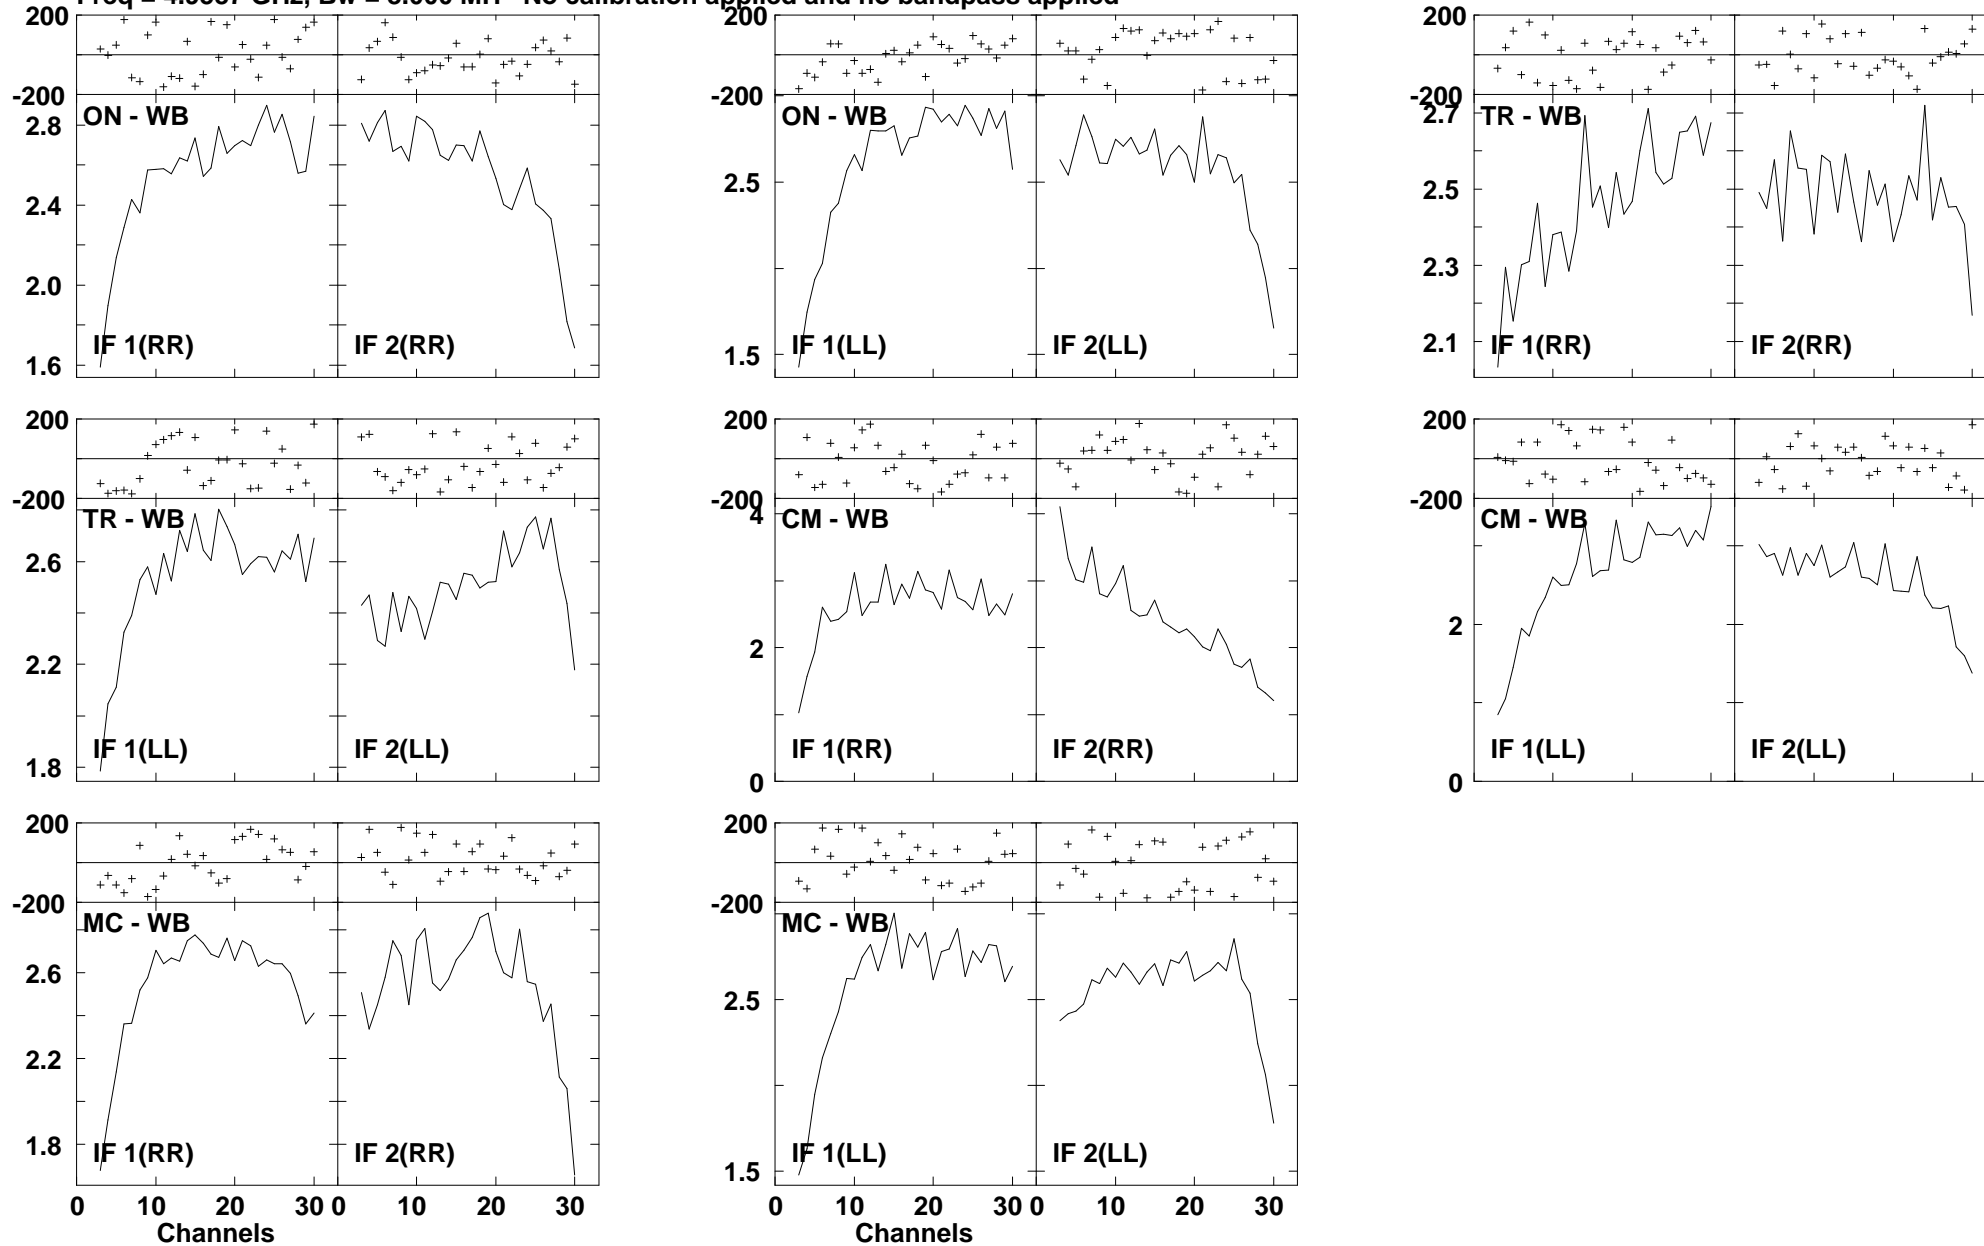 No calibration applied and no bandpass applied
200
-200
ON - WB
2.8
2.4
2.0
1.6
IF 1(RR)
IF 2(RR)
200
-200
ON - WB
2.5
1.5
IF 1(LL)
IF 2(LL)
200
-200
2.7
TR - WB
2.5
2.3
2.1
IF 1(RR)
IF 2(RR)
200
-200
TR - WB
2.6
2.2
1.8
IF 1(LL)
IF 2(LL)
200
-200
4
CM - WB
2
0
IF 1(RR)
IF 2(RR)
200
-200
CM - WB
2
0
IF 1(LL)
IF 2(LL)
200
-200
MC - WB
2.6
2.2
1.8
IF 1(RR)
IF 2(RR)
0 10 20 30 0 10 20 30
Channels
200
-200
MC - WB
2.5
1.5
IF 1(LL)
IF 2(LL)
0 10 20 30 0 10 20 30
Channels